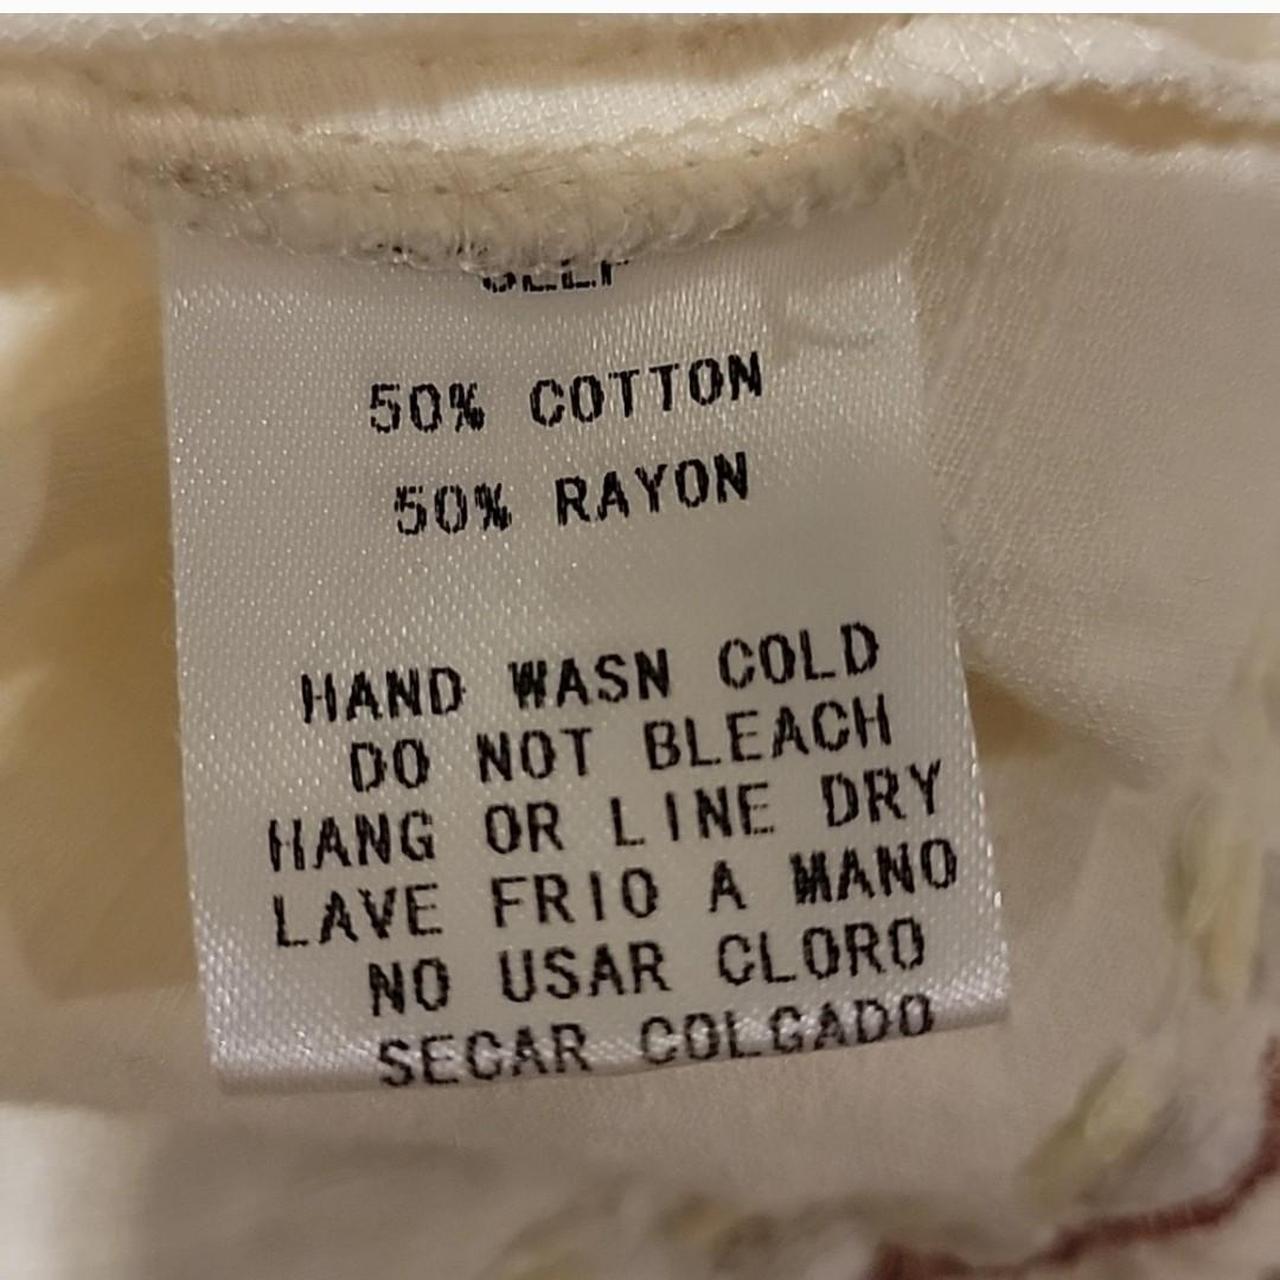 SELF
50% COTTON
50% RAYON
HAND WASN COLD
DO NOT BLEACH
HANG OR LINE DRY
LAVE FRIO A MANO
NO USAR CLORO
SECAR COLGADO